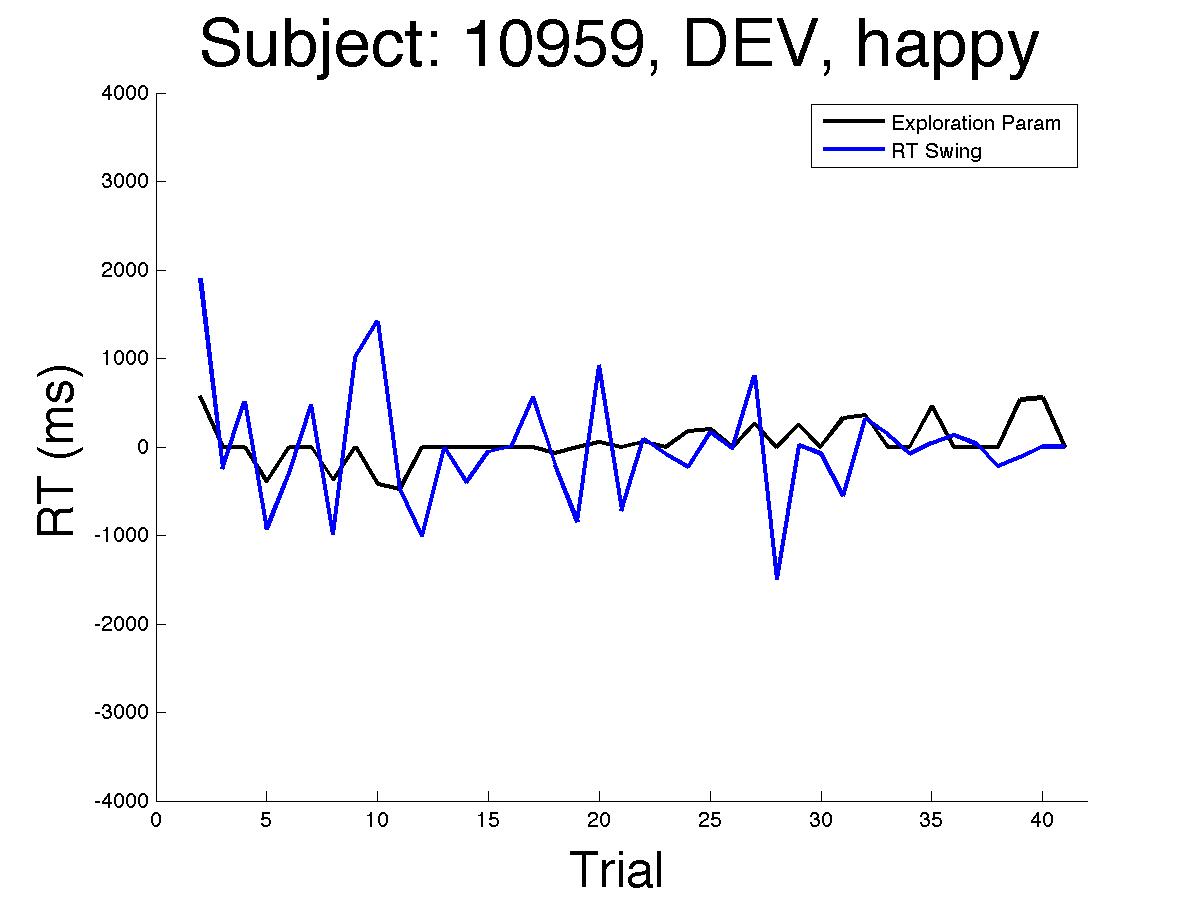 Subject: 10959, DEV, happy
4000
3000
2000
1000
0
-1000
-2000
-3000
-4000
RT (ms)
Exploration Param
RT Swing
0 5 10 15 20 25 30 35 40
Trial